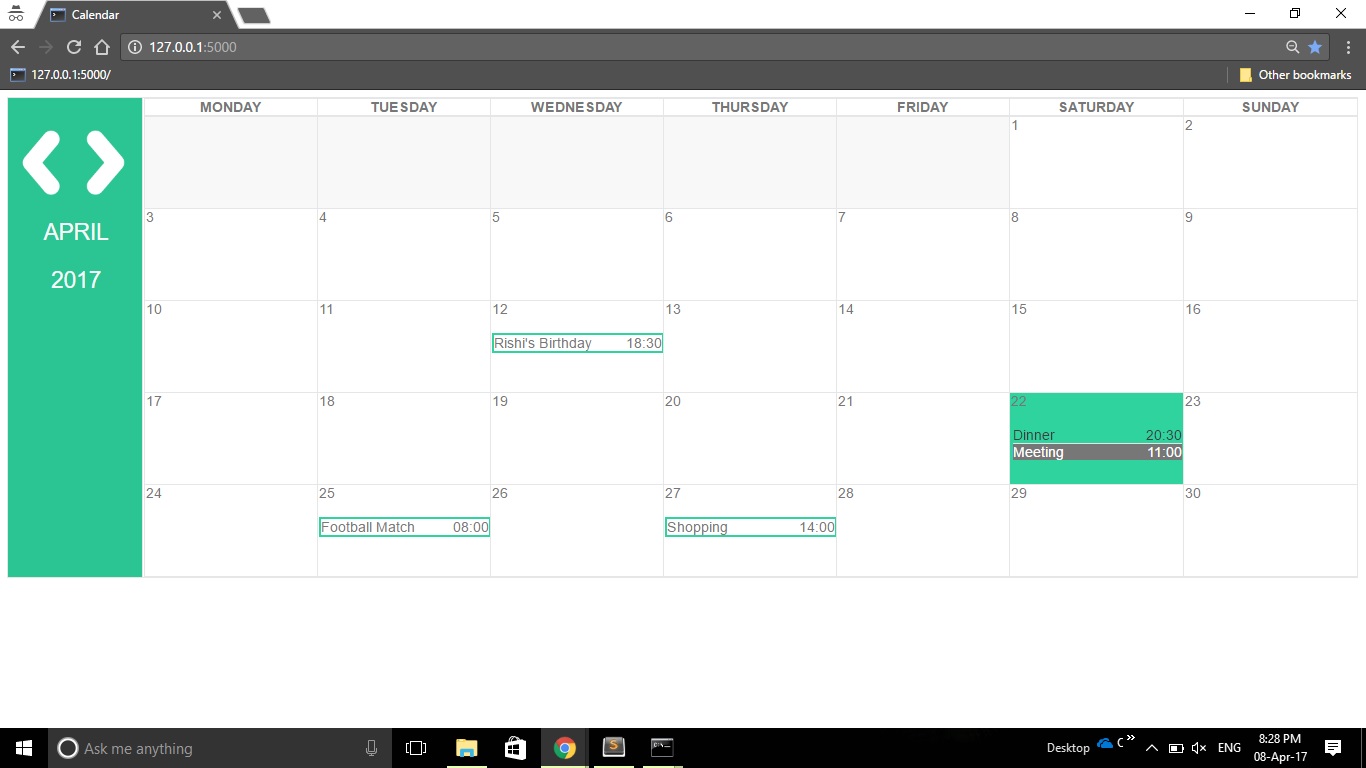 Calendar
127.0.0.1:5000
127.0.0.1:5000/
Other bookmarks
MONDAY TUESDAY WEDNESDAY THURSDAY FRIDAY SATURDAY SUNDAY
APRIL
2017
1 2
3 4 5 6 7 8 9
10 11 12 13 14 15 16
Rishi's Birthday 18:30
17 18 19 20 21 22 23
Dinner 20:30
Meeting 11:00
24 25 26 27 28 29 30
Football Match 08:00 Shopping 14:00
Ask me anything
Desktop
C
ENG
8:28 PM
08-Apr-17